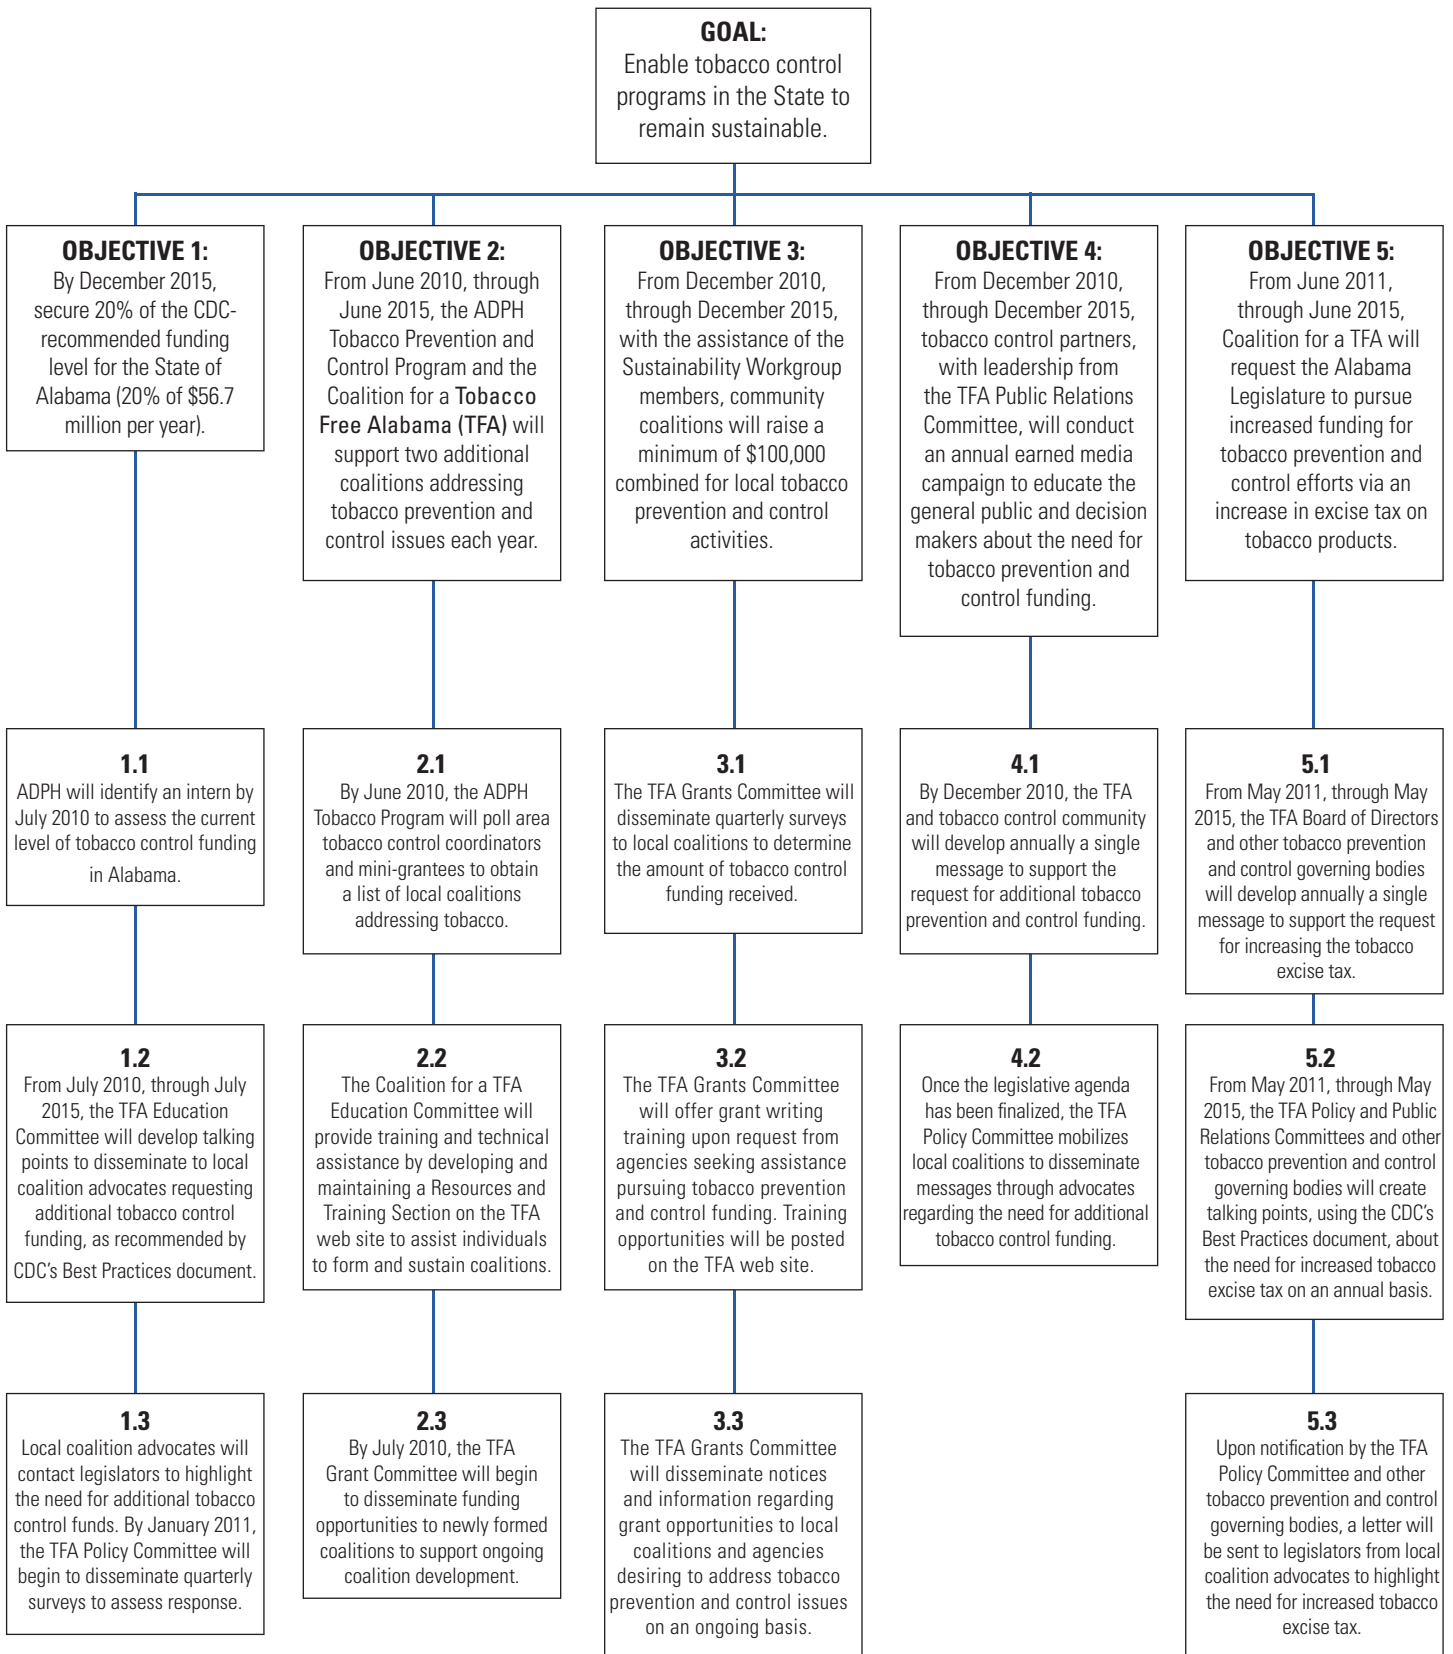 GOAL:
Enable tobacco control
programs in the State to
remain sustainable.
OBJECTIVE 1:
By December 2015,
secure 20% of the CDC-
recommended funding
level for the State of
Alabama (20% of $56.7
million per year).
OBJECTIVE 2:
From June 2010, through
June 2015, the ADPH
Tobacco Prevention and
Control Program and the
Coalition for a Tobacco
Free Alabama (TFA) will
support two additional
coalitions addressing
tobacco prevention and
control issues each year.
OBJECTIVE 3:
From December 2010,
through December 2015,
with the assistance of the
Sustainability Workgroup
members, community
coalitions will raise a
minimum of $100,000
combined for local tobacco
prevention and control
activities.
OBJECTIVE 4:
From December 2010,
through December 2015,
tobacco control partners,
with leadership from
the TFA Public Relations
Committee, will conduct
an annual earned media
campaign to educate the
general public and decision
makers about the need for
tobacco prevention and
control funding.
OBJECTIVE 5:
From June 2011,
through June 2015,
Coalition for a TFA will
request the Alabama
Legislature to pursue
increased funding for
tobacco prevention and
control efforts via an
increase in excise tax on
tobacco products.
1.1
ADPH will identify an intern by
July 2010 to assess the current
level of tobacco control funding
in Alabama.
2.1
By June 2010, the ADPH
Tobacco Program will poll area
tobacco control coordinators
and mini-grantees to obtain
a list of local coalitions
addressing tobacco.
3.1
The TFA Grants Committee will
disseminate quarterly surveys
to local coalitions to determine
the amount of tobacco control
funding received.
4.1
By December 2010, the TFA
and tobacco control community
will develop annually a single
message to support the
request for additional tobacco
prevention and control funding.
5.1
From May 2011, through May
2015, the TFA Board of Directors
and other tobacco prevention
and control governing bodies
will develop annually a single
message to support the request
for increasing the tobacco
excise tax.
1.2
From July 2010, through July
2015, the TFA Education
Committee will develop talking
points to disseminate to local
coalition advocates requesting
additional tobacco control
funding, as recommended by
CDC's Best Practices document.
2.2
The Coalition for a TFA
Education Committee will
provide training and technical
assistance by developing and
maintaining a Resources and
Training Section on the TFA
web site to assist individuals
to form and sustain coalitions.
3.2
The TFA Grants Committee
will offer grant writing
training upon request from
agencies seeking assistance
pursuing tobacco prevention
and control funding. Training
opportunities will be posted
on the TFA web site.
4.2
Once the legislative agenda
has been finalized, the TFA
Policy Committee mobilizes
local coalitions to disseminate
messages through advocates
regarding the need for additional
tobacco control funding.
5.2
From May 2011, through May
2015, the TFA Policy and Public
Relations Committees and other
tobacco prevention and control
governing bodies will create
talking points, using the CDC's
Best Practices document, about
the need for increased tobacco
excise tax on an annual basis.
1.3
Local coalition advocates will
contact legislators to highlight
the need for additional tobacco
control funds. By January 2011,
the TFA Policy Committee will
begin to disseminate quarterly
surveys to assess response.
2.3
By July 2010, the TFA
Grant Committee will begin
to disseminate funding
opportunities to newly formed
coalitions to support ongoing
coalition development.
3.3
The TFA Grants Committee
will disseminate notices
and information regarding
grant opportunities to local
coalitions and agencies
desiring to address tobacco
prevention and control issues
on an ongoing basis.
5.3
Upon notification by the TFA
Policy Committee and other
tobacco prevention and control
governing bodies, a letter will
be sent to legislators from local
coalition advocates to highlight
the need for increased tobacco
excise tax.